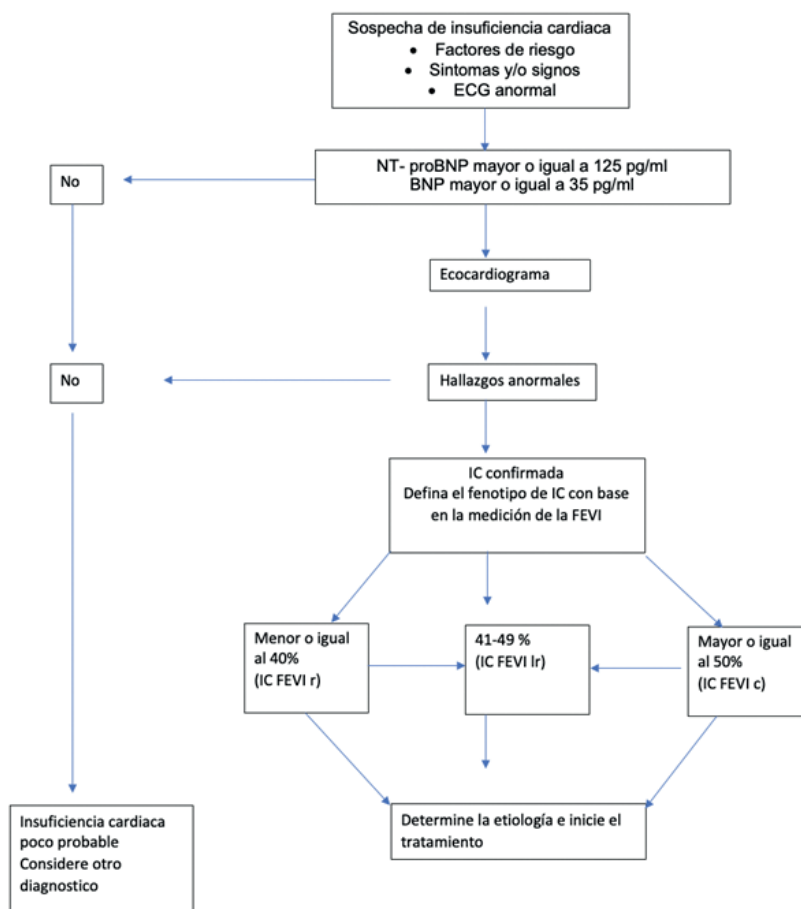 Sospecha de insuficiencia cardiaca
• Factores de riesgo
• Sintomas y/o signos
• ECG anormal
NT- proBNP mayor o igual a 125 pg/ml
BNP mayor o igual a 35 pg/ml
No
Ecocardiograma
No
Hallazgos anormales
IC confirmada
Defina el fenotipo de IC con base
en la medición de la FEVI
Menor o igual
al 40%
(IC FEVI r)
41-49 %
(IC FEVI lr)
Mayor o igual
al 50%
(IC FEVI c)
Insuficiencia cardiaca
poco probable
Considere otro
diagnostico
Determine la etiología e inicie el
tratamiento